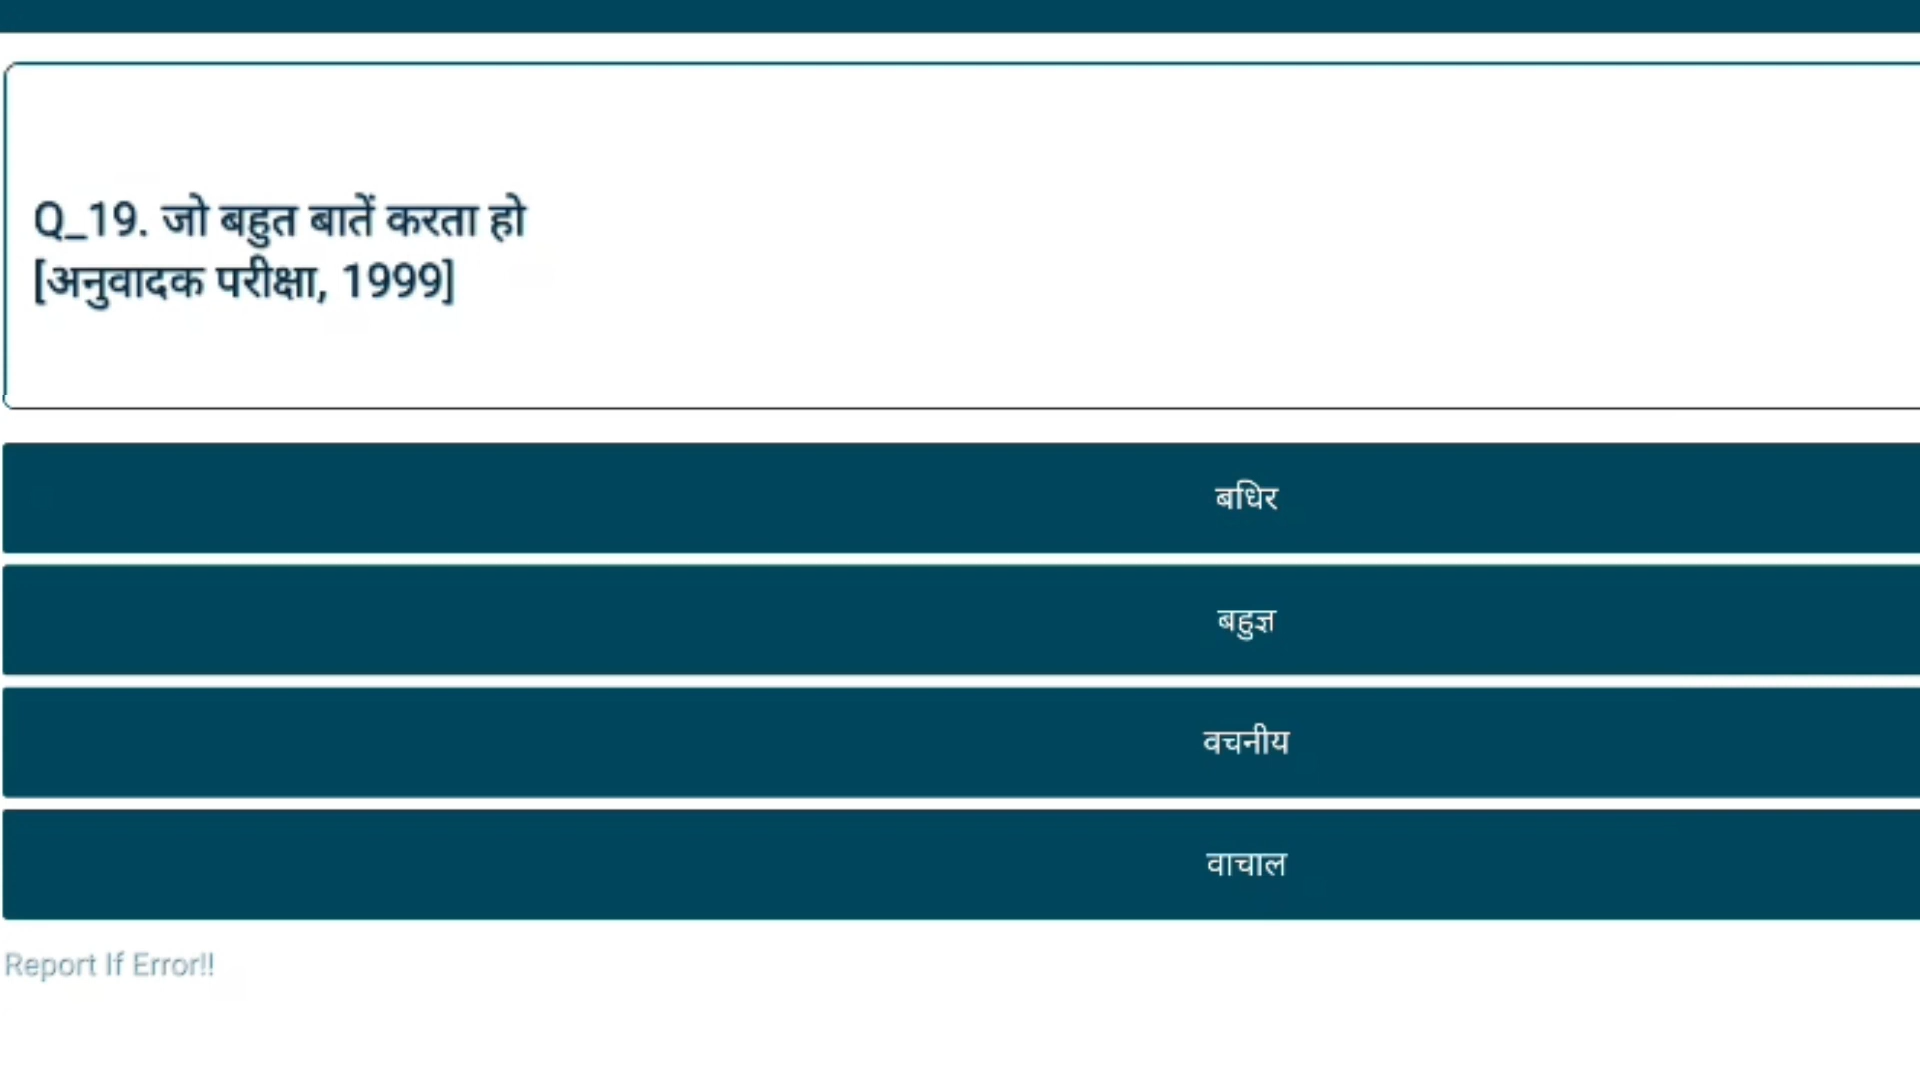 Q_19. जो बहुत बातें करता हो
[अनुवादक परीक्षा, 1999]
बधिर
बहुज्ञ
वचनीय
वाचाल
Report If Error!!